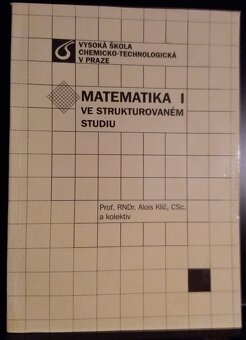 VYSOKÁ ŠKOLA
CHEMICKO-TECHNOLOGICKÁ
V PRAZE
MATEMATIKA I
VE STRUKTUROVANÉM
STUDIU
Prof. RNDr. Alois Klíč, CSc.
a kolektiv